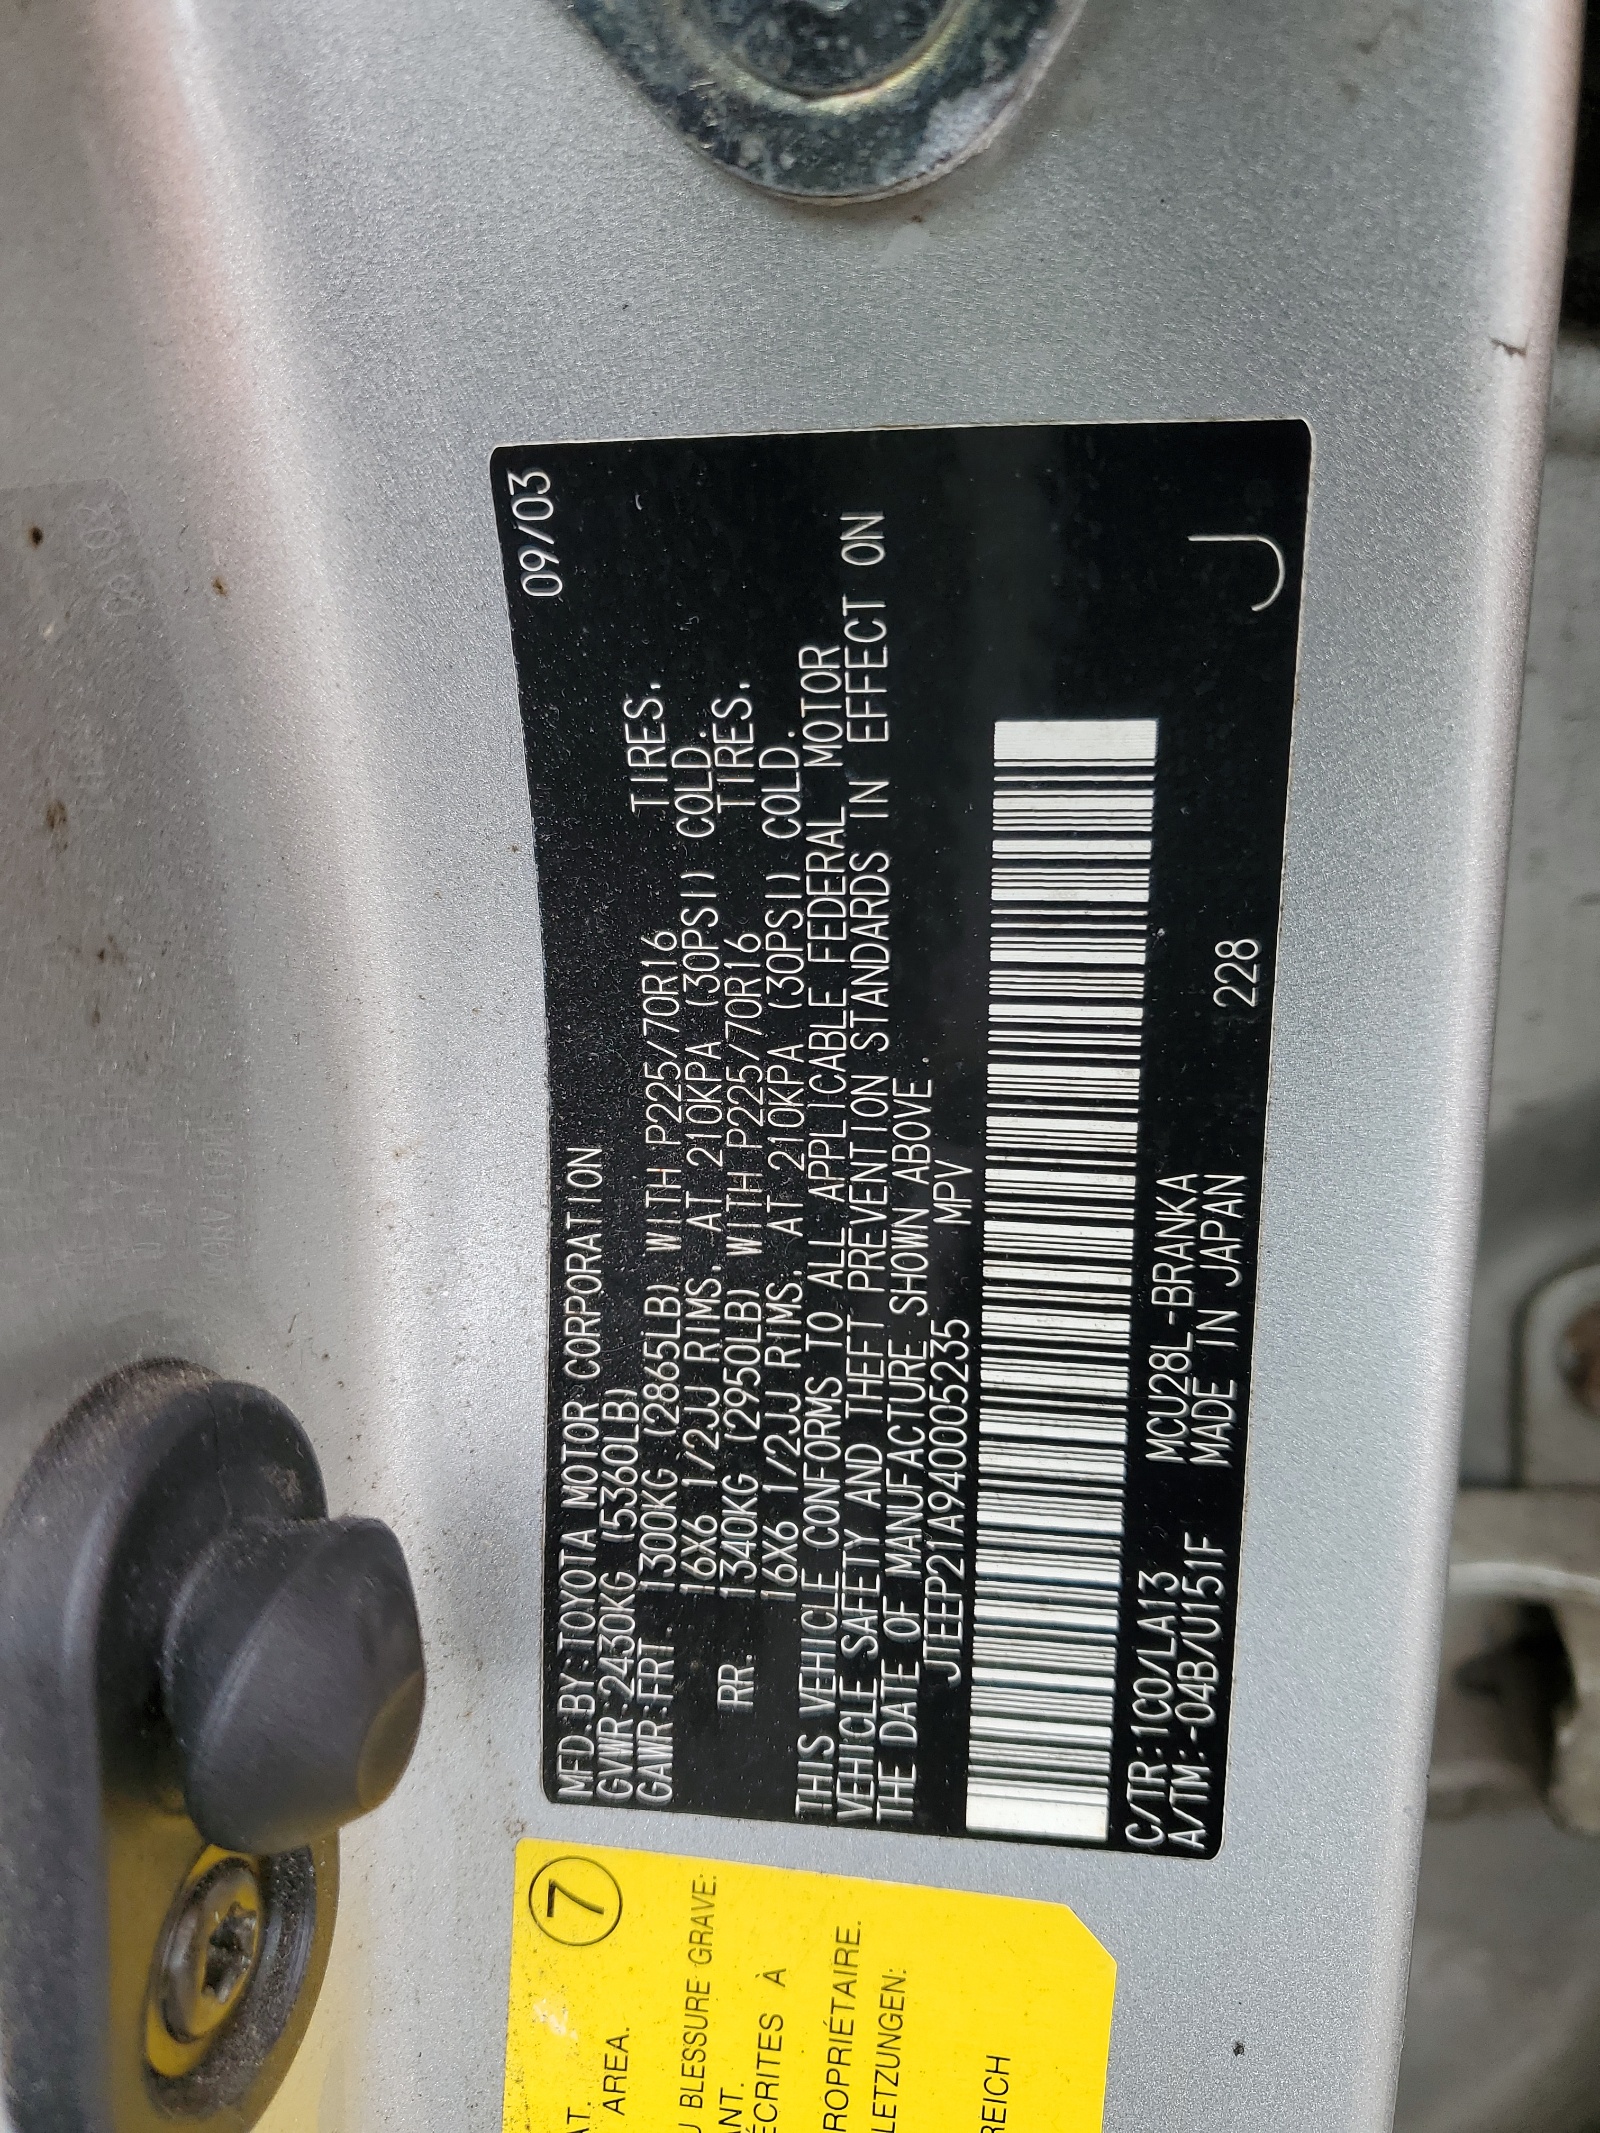 09/03
MFD. BY:TOYOTA MOTOR CORPORATION
GVWR:2430KG (5360LB)
GAWR:FRT. 1300KG (2865LB) WITH P225/70R16 TIRES,
16X6 1/2JJ RIMS, AT 210KPA (30PSI) COLD.
RR. 1340KG (2950LB) WITH P225/70R16 TIRES,
16X6 1/2JJ RIMS, AT 210KPA (30PSI) COLD.
THIS VEHICLE CONFORMS TO ALL APPLICABLE FEDERAL MOTOR
VEHICLE SAFETY AND THEFT PREVENTION STANDARDS IN EFFECT ON
THE DATE OF MANUFACTURE SHOWN ABOVE.
JTEEP21A940005235 MPV
C/TR:1C0/LA13 MCU28L-BRANKA
A/TM:-04B/U151F MADE IN JAPAN 228 J
7
AT.
AREA.
U BLESSURE GRAVE:
ANT.
ÉCRITES À
ROPRIÉTAIRE.
LETZUNGEN:
REICH